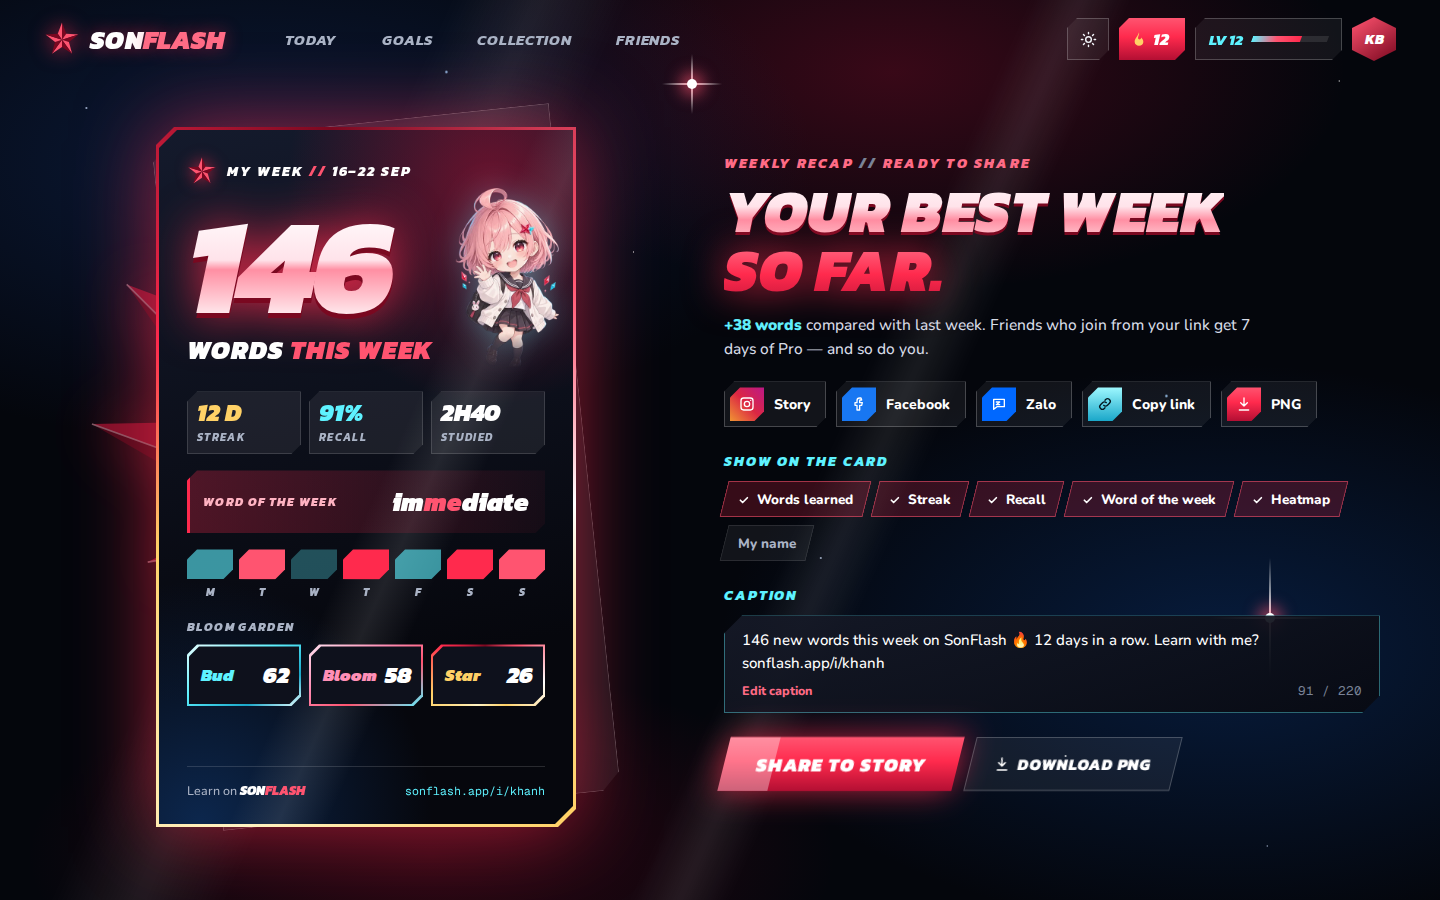 SONFLASH
TODAY
GOALS
COLLECTION
FRIENDS
12
LV 12
KB
MY WEEK // 16–22 SEP
146
WORDS THIS WEEK
12 D
STREAK
91%
RECALL
2H40
STUDIED
WORD OF THE WEEK
immediate
M T W T F S S
BLOOM GARDEN
Bud 62
Bloom 58
Star 26
Learn on SONFLASH
sonflash.app/i/khanh
WEEKLY RECAP // READY TO SHARE
YOUR BEST WEEK
SO FAR.
+38 words compared with last week. Friends who join from your link get 7
days of Pro — and so do you.
Story
Facebook
Zalo
Copy link
PNG
SHOW ON THE CARD
Words learned
Streak
Recall
Word of the week
Heatmap
My name
CAPTION
146 new words this week on SonFlash 🔥 12 days in a row. Learn with me?
sonflash.app/i/khanh
Edit caption
91 / 220
SHARE TO STORY
DOWNLOAD PNG